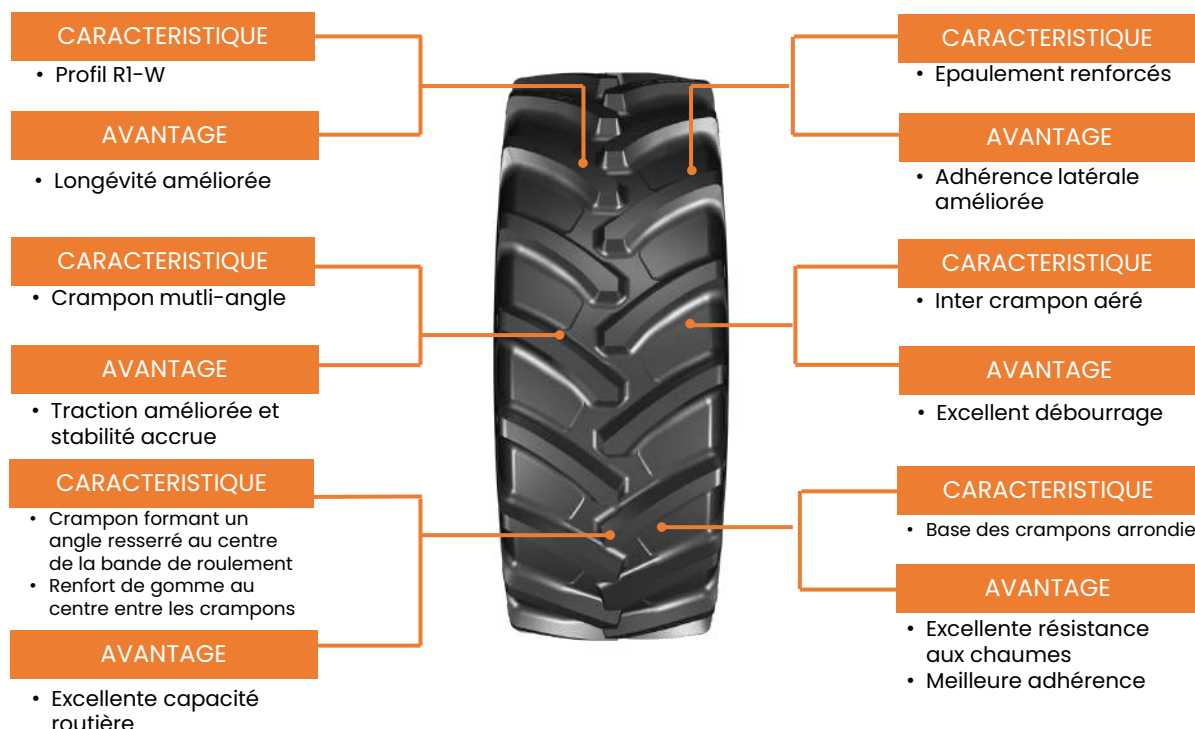 CARACTERISTIQUE
• Profil R1-W
AVANTAGE
• Longévité améliorée
CARACTERISTIQUE
• Crampon mutli-angle
AVANTAGE
• Traction améliorée et
stabilité accrue
CARACTERISTIQUE
• Crampon formant un
angle resserré au centre
de la bande de roulement
• Renfort de gomme au
centre entre les crampons
AVANTAGE
• Excellente capacité
routière
CARACTERISTIQUE
• Epaulement renforcés
AVANTAGE
• Adhérence latérale
améliorée
CARACTERISTIQUE
• Inter crampon aéré
AVANTAGE
• Excellent débourrage
CARACTERISTIQUE
• Base des crampons arrondie
AVANTAGE
• Excellente résistance
aux chaumes
• Meilleure adhérence